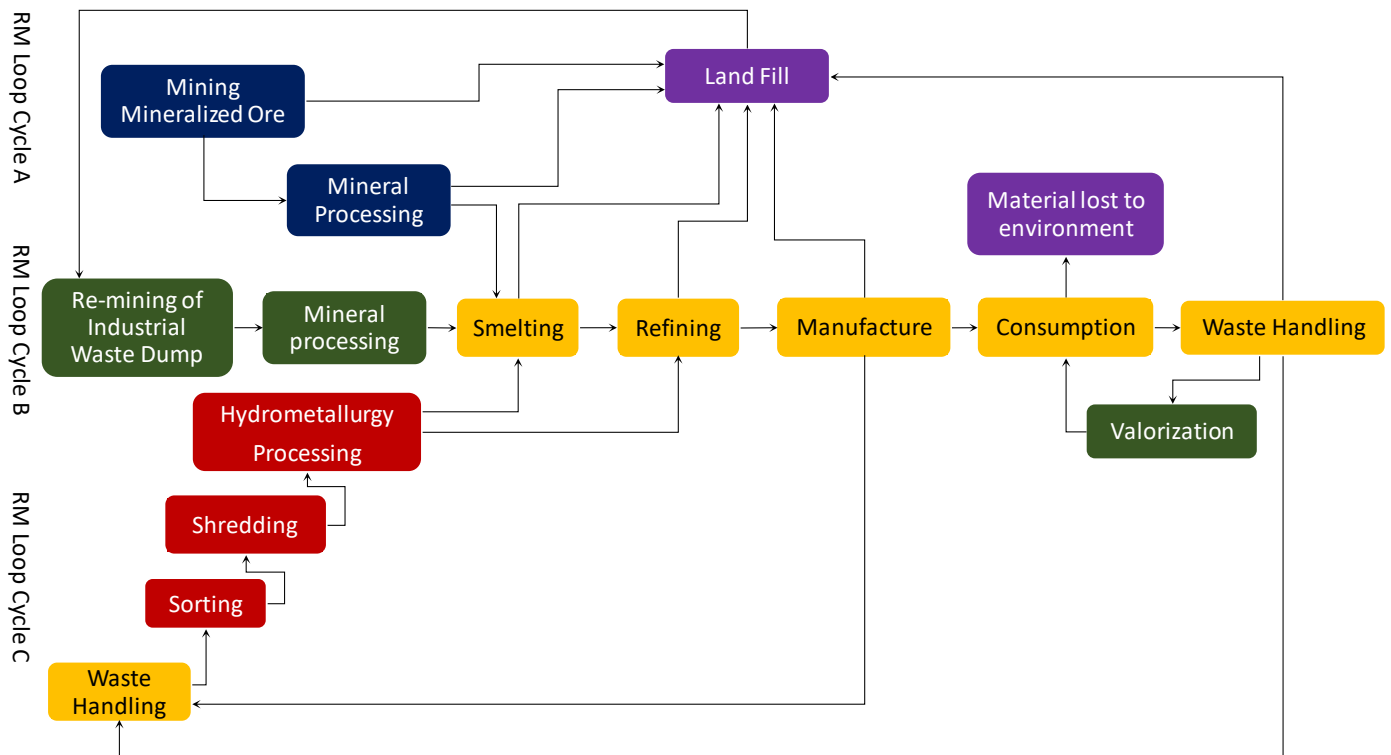 RM Loop Cycle A
Land Fill
Mining
Mineralized Ore
Mineral
Processing
Material lost to
environment
RM Loop Cycle B
Re-mining of
Industrial
Waste Dump
Mineral
processing
Smelting
Refining
Manufacture
Consumption
Waste Handling
Valorization
Hydrometallurgy
Processing
RM Loop Cycle C
Shredding
Sorting
Waste
Handling